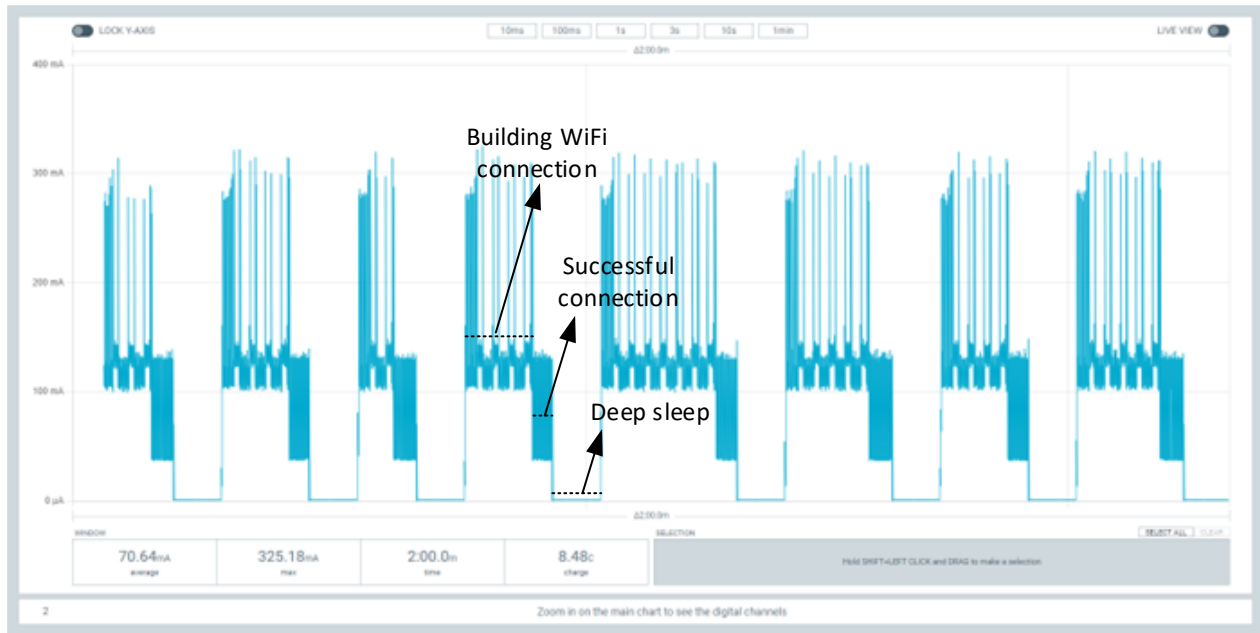 LOCK Y-AXIS
10ms 100ms 1s 3s 10s 1min
LIVE VIEW
Δ2:00.0m
400 mA
300 mA
200 mA
100 mA
0 µA
Building WiFi
connection
Successful
connection
Deep sleep
Δ2:00.0m
WINDOW
70.64mA
average
325.18mA
max
2:00.0m
time
8.48C
charge
SELECTION
SELECT ALL
CLEAR
Hold SHIFT+LEFT CLICK and DRAG to make a selection
2
Zoom in on the main chart to see the digital channels